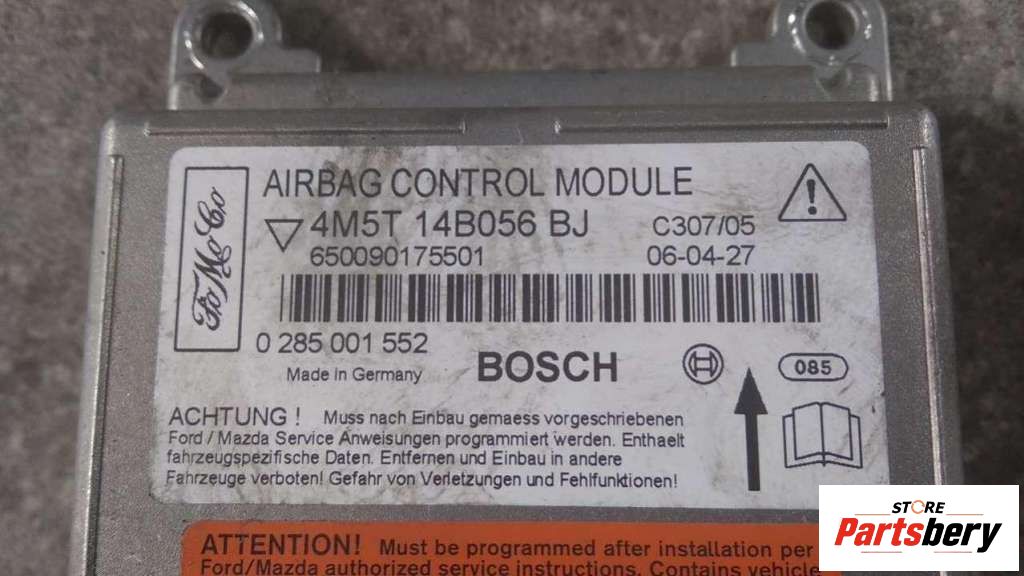 FoMoCo
AIRBAG CONTROL MODULE
4M5T 14B056 BJ C307/05
650090175501 06-04-27
0 285 001 552
Made in Germany BOSCH 085
ACHTUNG ! Muss nach Einbau gemaess vorgeschriebenen
Ford / Mazda Service Anweisungen programmiert werden. Enthaelt
fahrzeugspezifische Daten. Entfernen und Einbau in andere
Fahrzeuge verboten! Gefahr von Verletzungen und Fehlfunktionen!
ATTENTION! Must be programmed after installation per
Ford/Mazda authorized service instructions. Contains vehicle
STORE
Partsbery